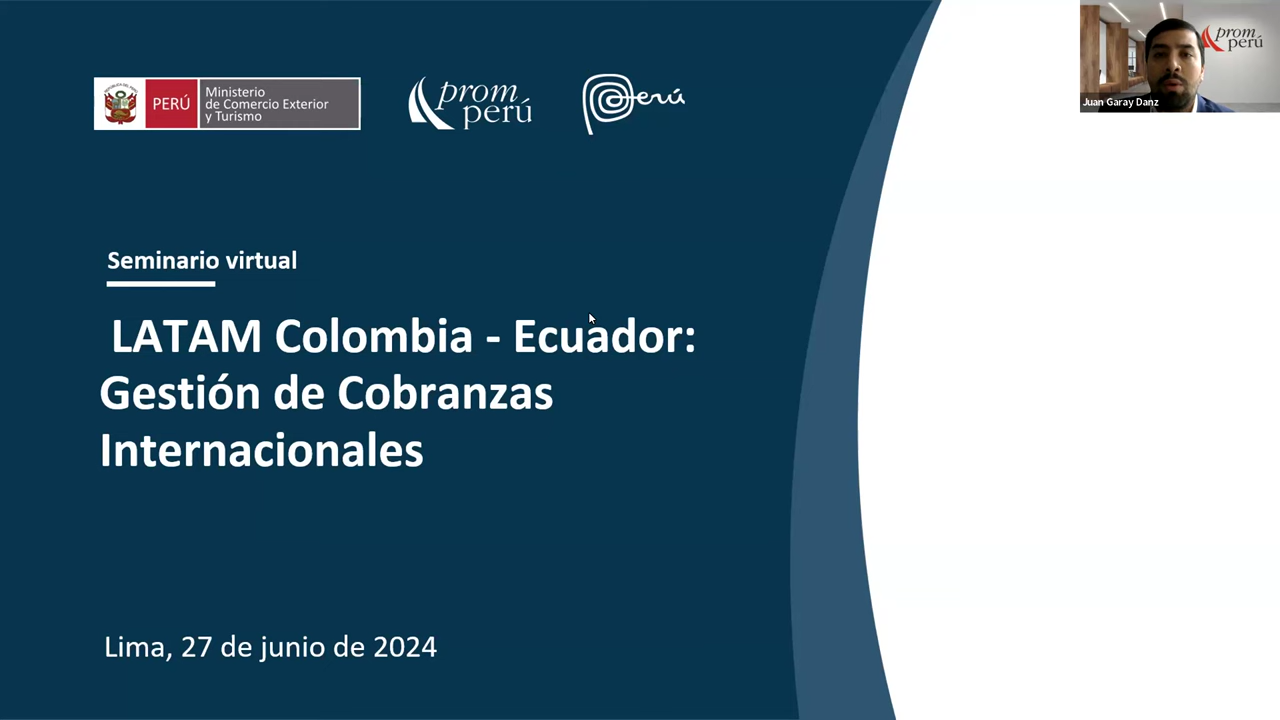 PERÚ
Ministerio
de Comercio Exterior
y Turismo
prom
perú
Perú
prom
perú
Juan Garay Danz
Seminario virtual
LATAM Colombia - Ecuador:
Gestión de Cobranzas
Internacionales
Lima, 27 de junio de 2024